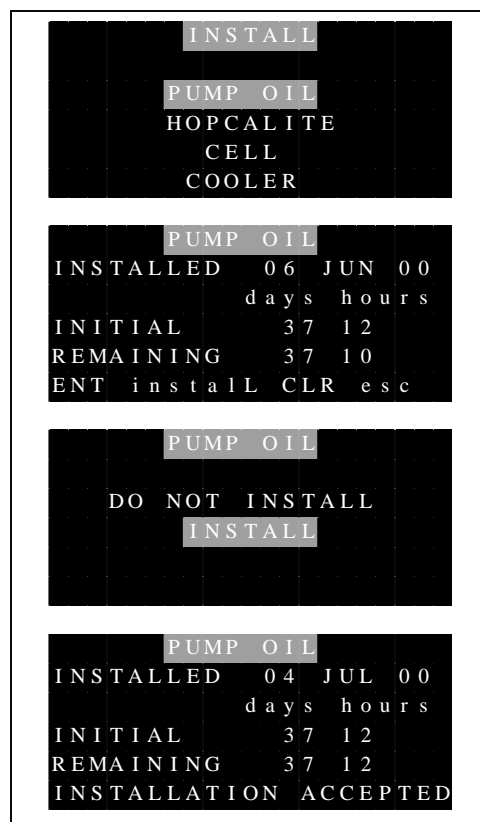 INSTALL
PUMP OIL
HOPCALITE
CELL
COOLER
PUMP OIL
INSTALLED 06 JUN 00
days hours
INITIAL 37 12
REMAINING 37 10
ENT installL CLR esc
PUMP OIL
DO NOT INSTALL
INSTALL
PUMP OIL
INSTALLED 04 JUL 00
days hours
INITIAL 37 12
REMAINING 37 12
INSTALLATION ACCEPTED